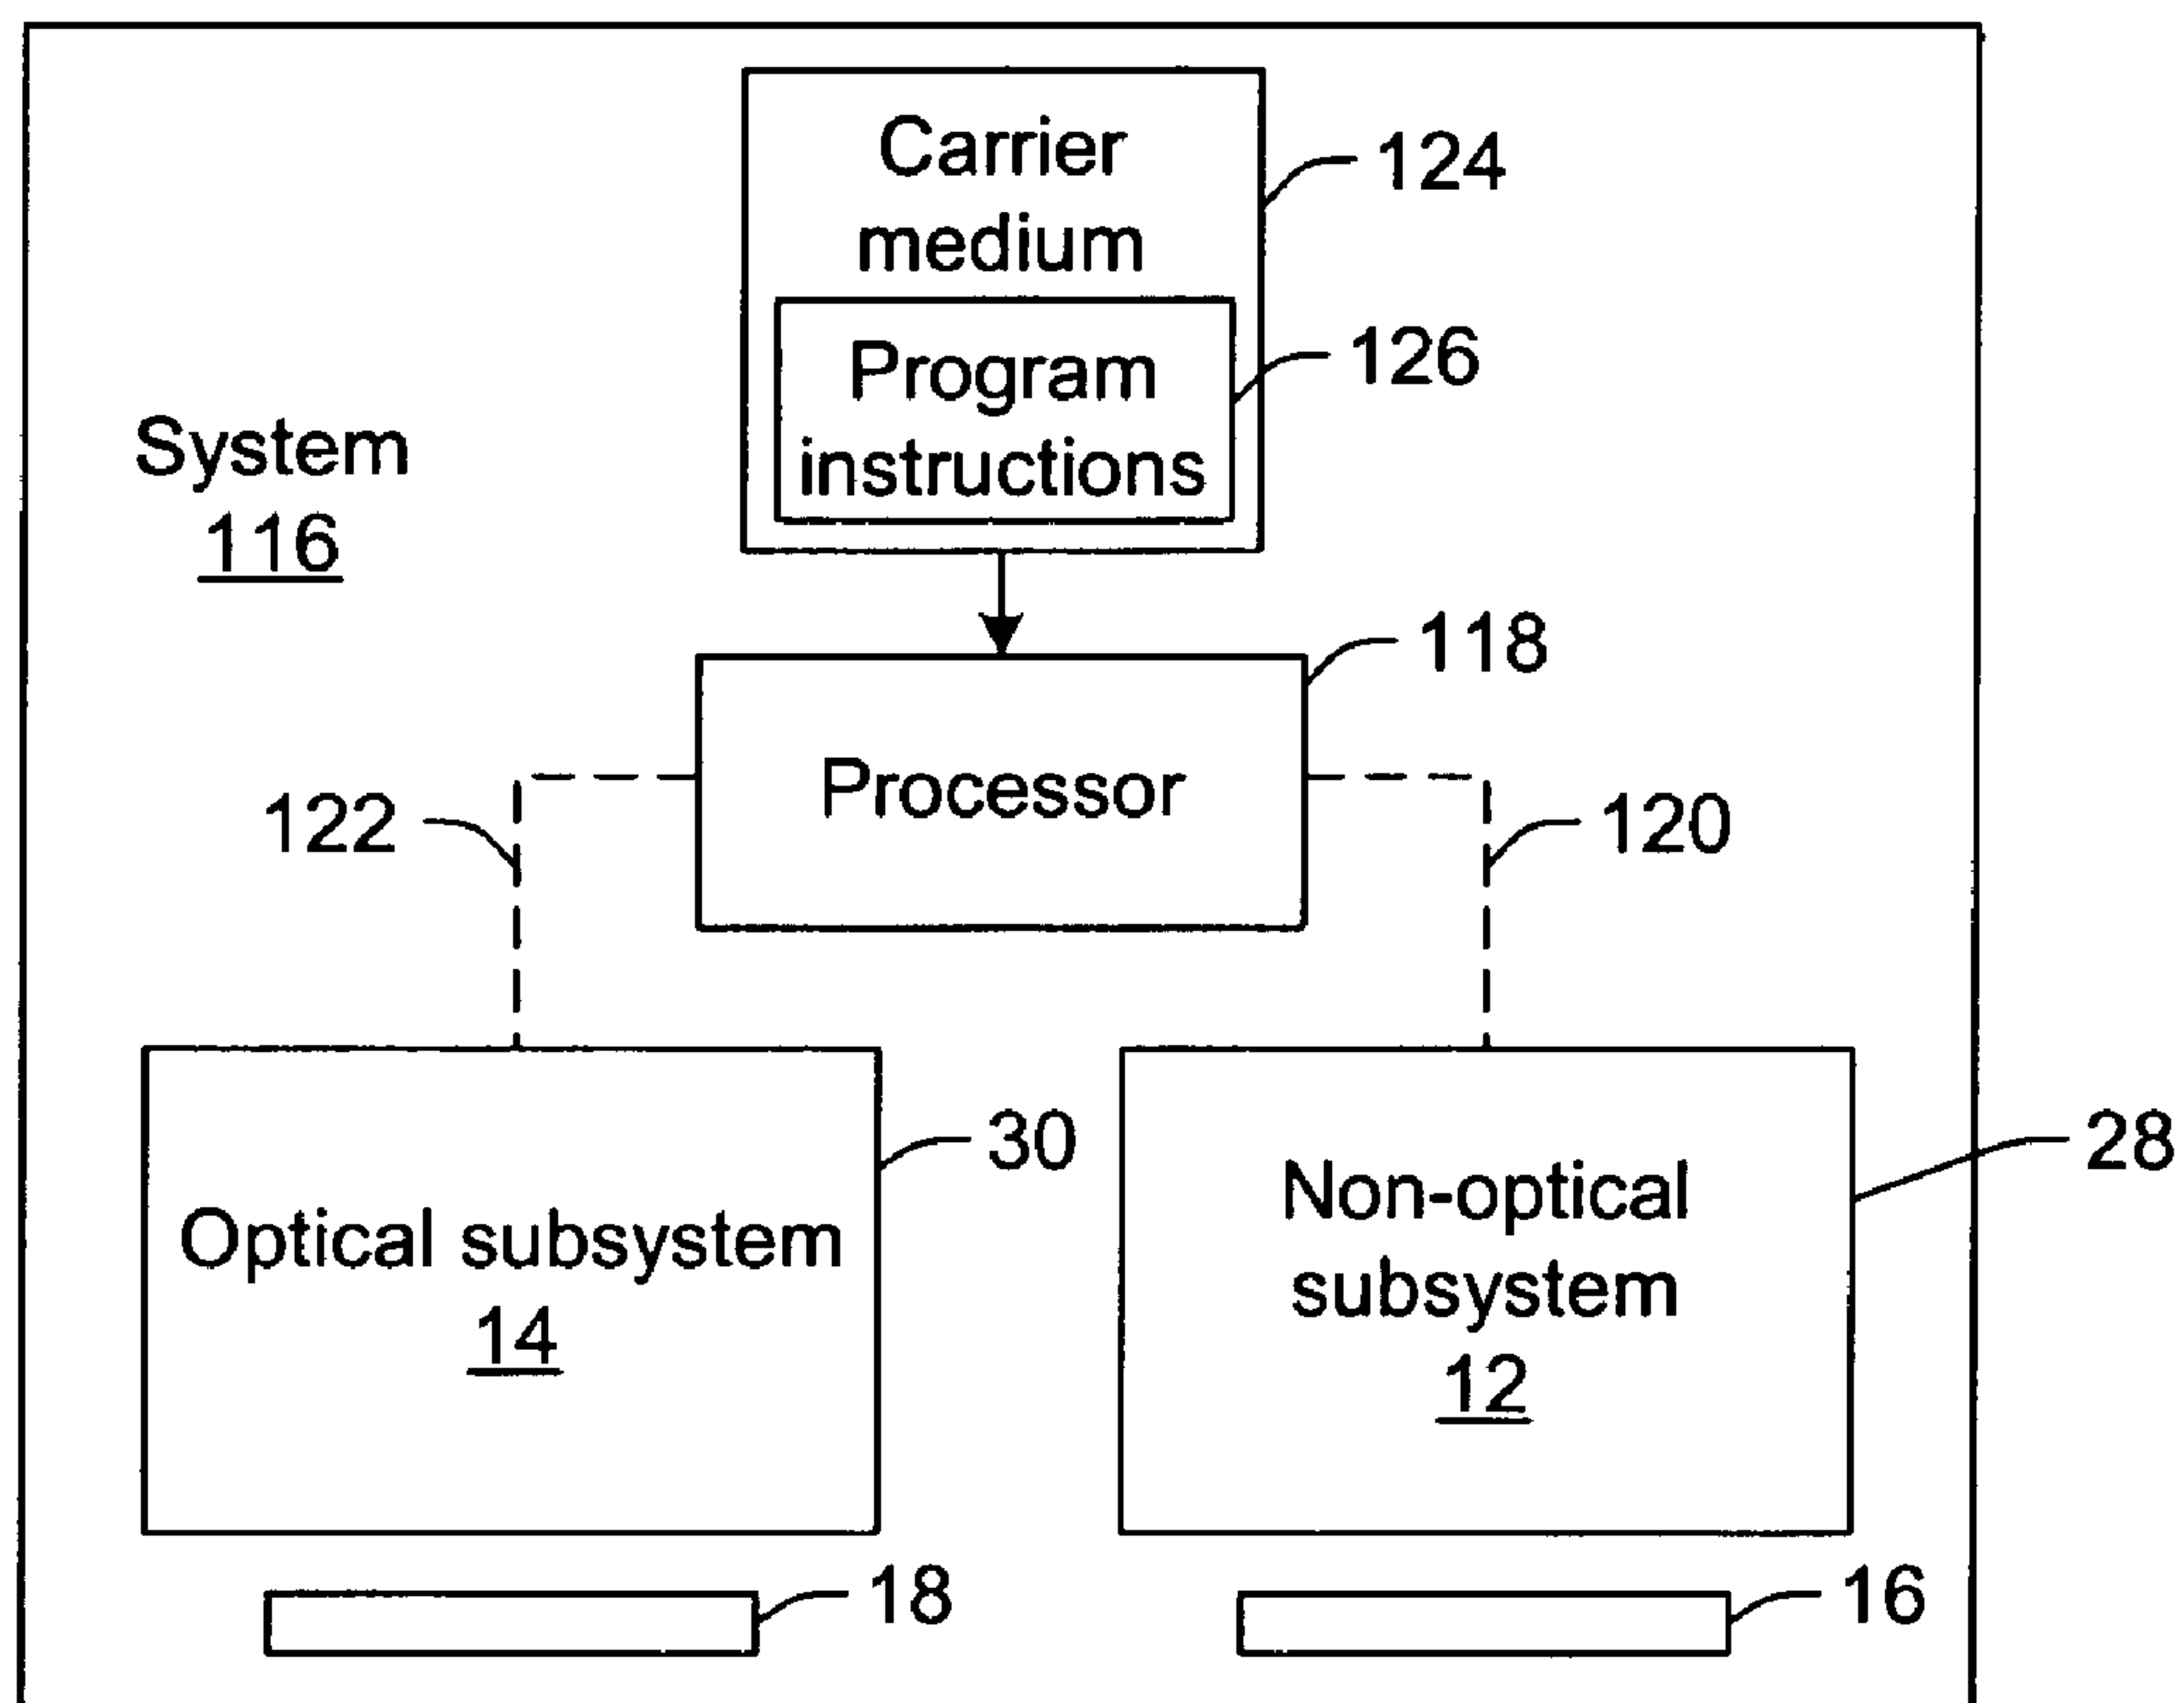 Carrier
medium
124
Program
instructions
126
System
116
118
Processor
122
120
30
28
Optical subsystem
14
Non-optical
subsystem
12
18
16